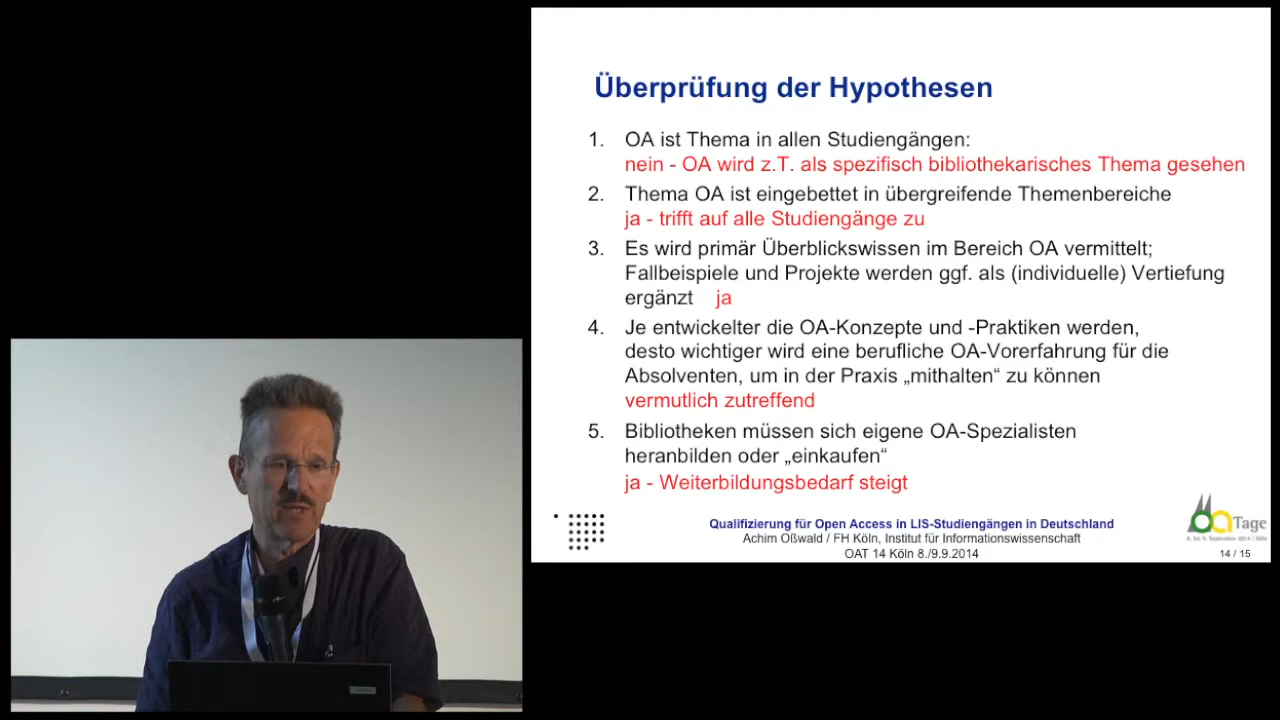 Überprüfung der Hypothesen
1. OA ist Thema in allen Studiengängen:
nein - OA wird z.T. als spezifisch bibliothekarisches Thema gesehen
2. Thema OA ist eingebettet in übergreifende Themenbereiche
ja - trifft auf alle Studiengänge zu
3. Es wird primär Überblickswissen im Bereich OA vermittelt;
Fallbeispiele und Projekte werden ggf. als (individuelle) Vertiefung
ergänzt ja
4. Je entwickelter die OA-Konzepte und -Praktiken werden,
desto wichtiger wird eine berufliche OA-Vorerfahrung für die
Absolventen, um in der Praxis „mithalten“ zu können
vermutlich zutreffend
5. Bibliotheken müssen sich eigene OA-Spezialisten
heranbilden oder „einkaufen“
ja - Weiterbildungsbedarf steigt
Qualifizierung für Open Access in LIS-Studiengängen in Deutschland
Achim Oßwald / FH Köln, Institut für Informationswissenschaft
OAT 14 Köln 8./9.9.2014
oa Tage
14 / 15